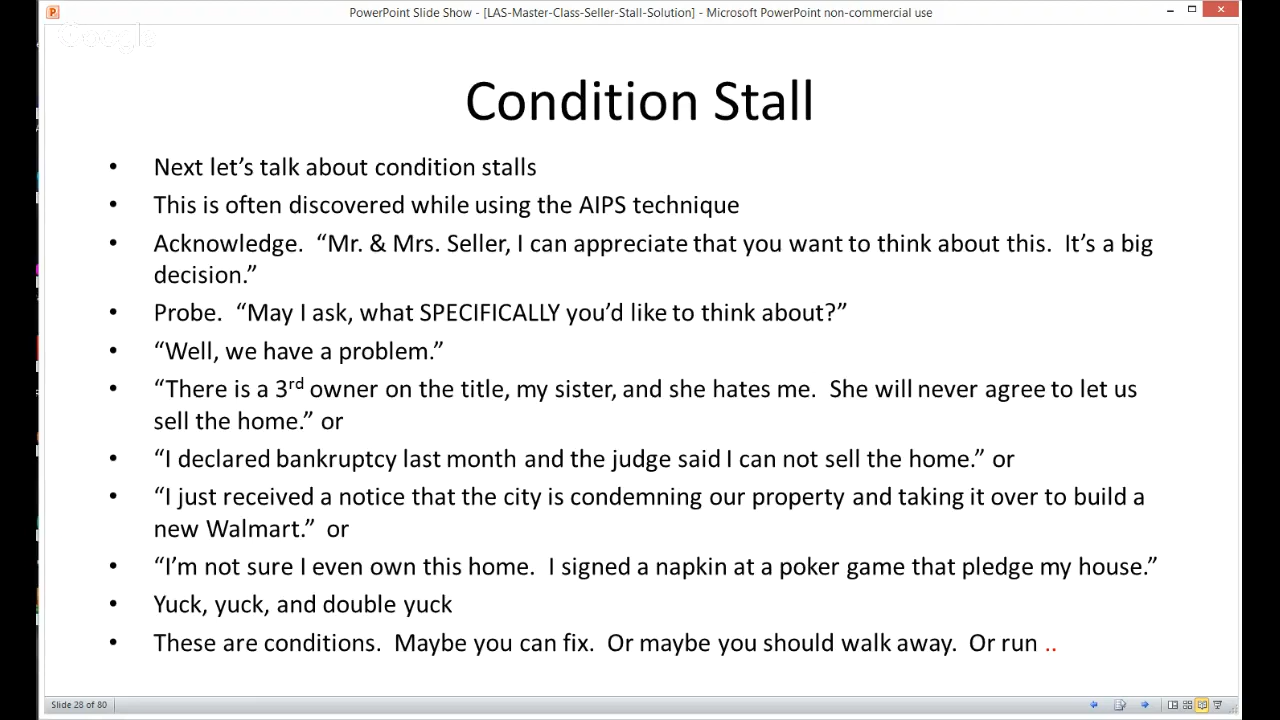 PowerPoint Slide Show - [LAS-Master-Class-Seller-Stall-Solution] - Microsoft PowerPoint non-commercial use
Google
Condition Stall
• Next let's talk about condition stalls
• This is often discovered while using the AIPS technique
• Acknowledge.  “Mr. & Mrs. Seller, I can appreciate that you want to think about this.  It's a big
decision.”
• Probe.  “May I ask, what SPECIFICALLY you'd like to think about?”
• “Well, we have a problem.”
• “There is a 3rd owner on the title, my sister, and she hates me.  She will never agree to let us
sell the home.” or
• “I declared bankruptcy last month and the judge said I can not sell the home.” or
• “I just received a notice that the city is condemning our property and taking it over to build a
new Walmart.”  or
• “I'm not sure I even own this home.  I signed a napkin at a poker game that pledge my house.”
• Yuck, yuck, and double yuck
• These are conditions.  Maybe you can fix.  Or maybe you should walk away.  Or run ..
Slide 28 of 80